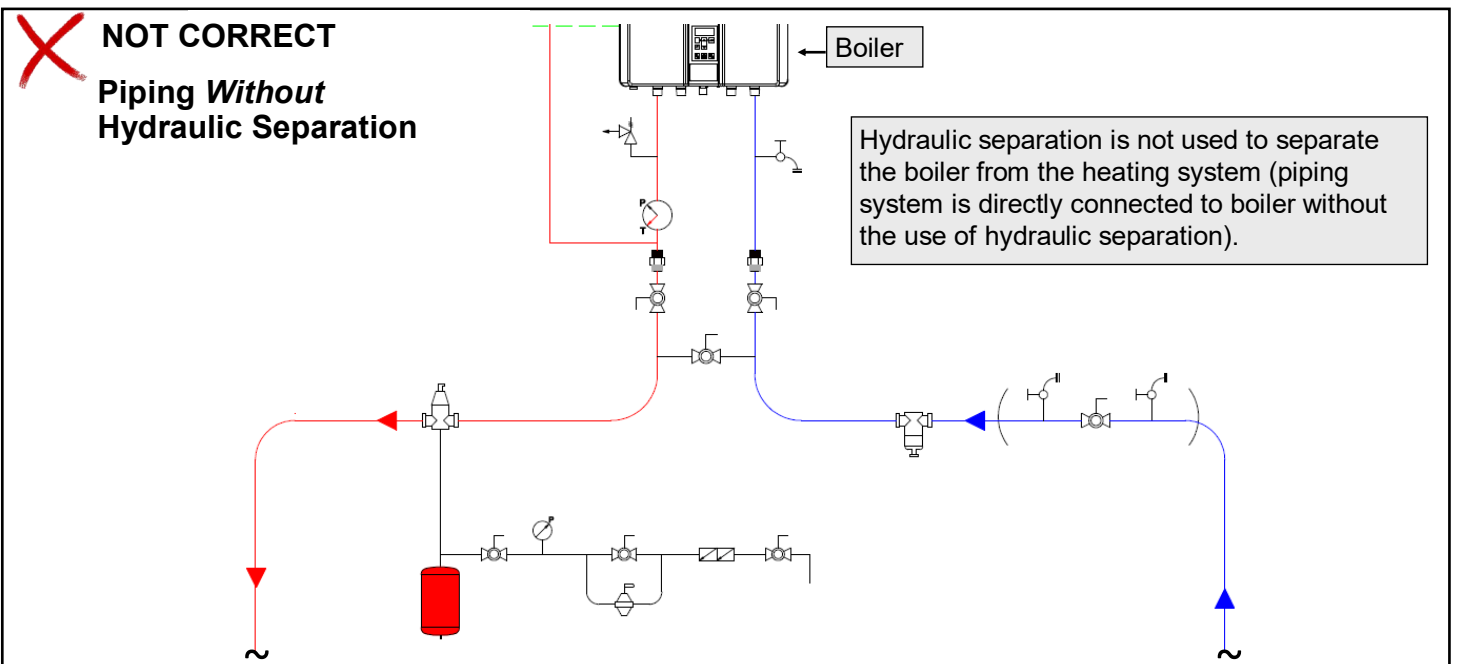 NOT CORRECT
Piping Without
Hydraulic Separation
Boiler
Hydraulic separation is not used to separate
the boiler from the heating system (piping
system is directly connected to boiler without
the use of hydraulic separation).
P
T
P
~
~